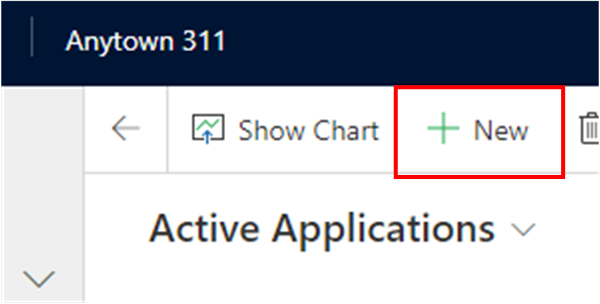 Anytown 311
Show Chart
New
Active Applications